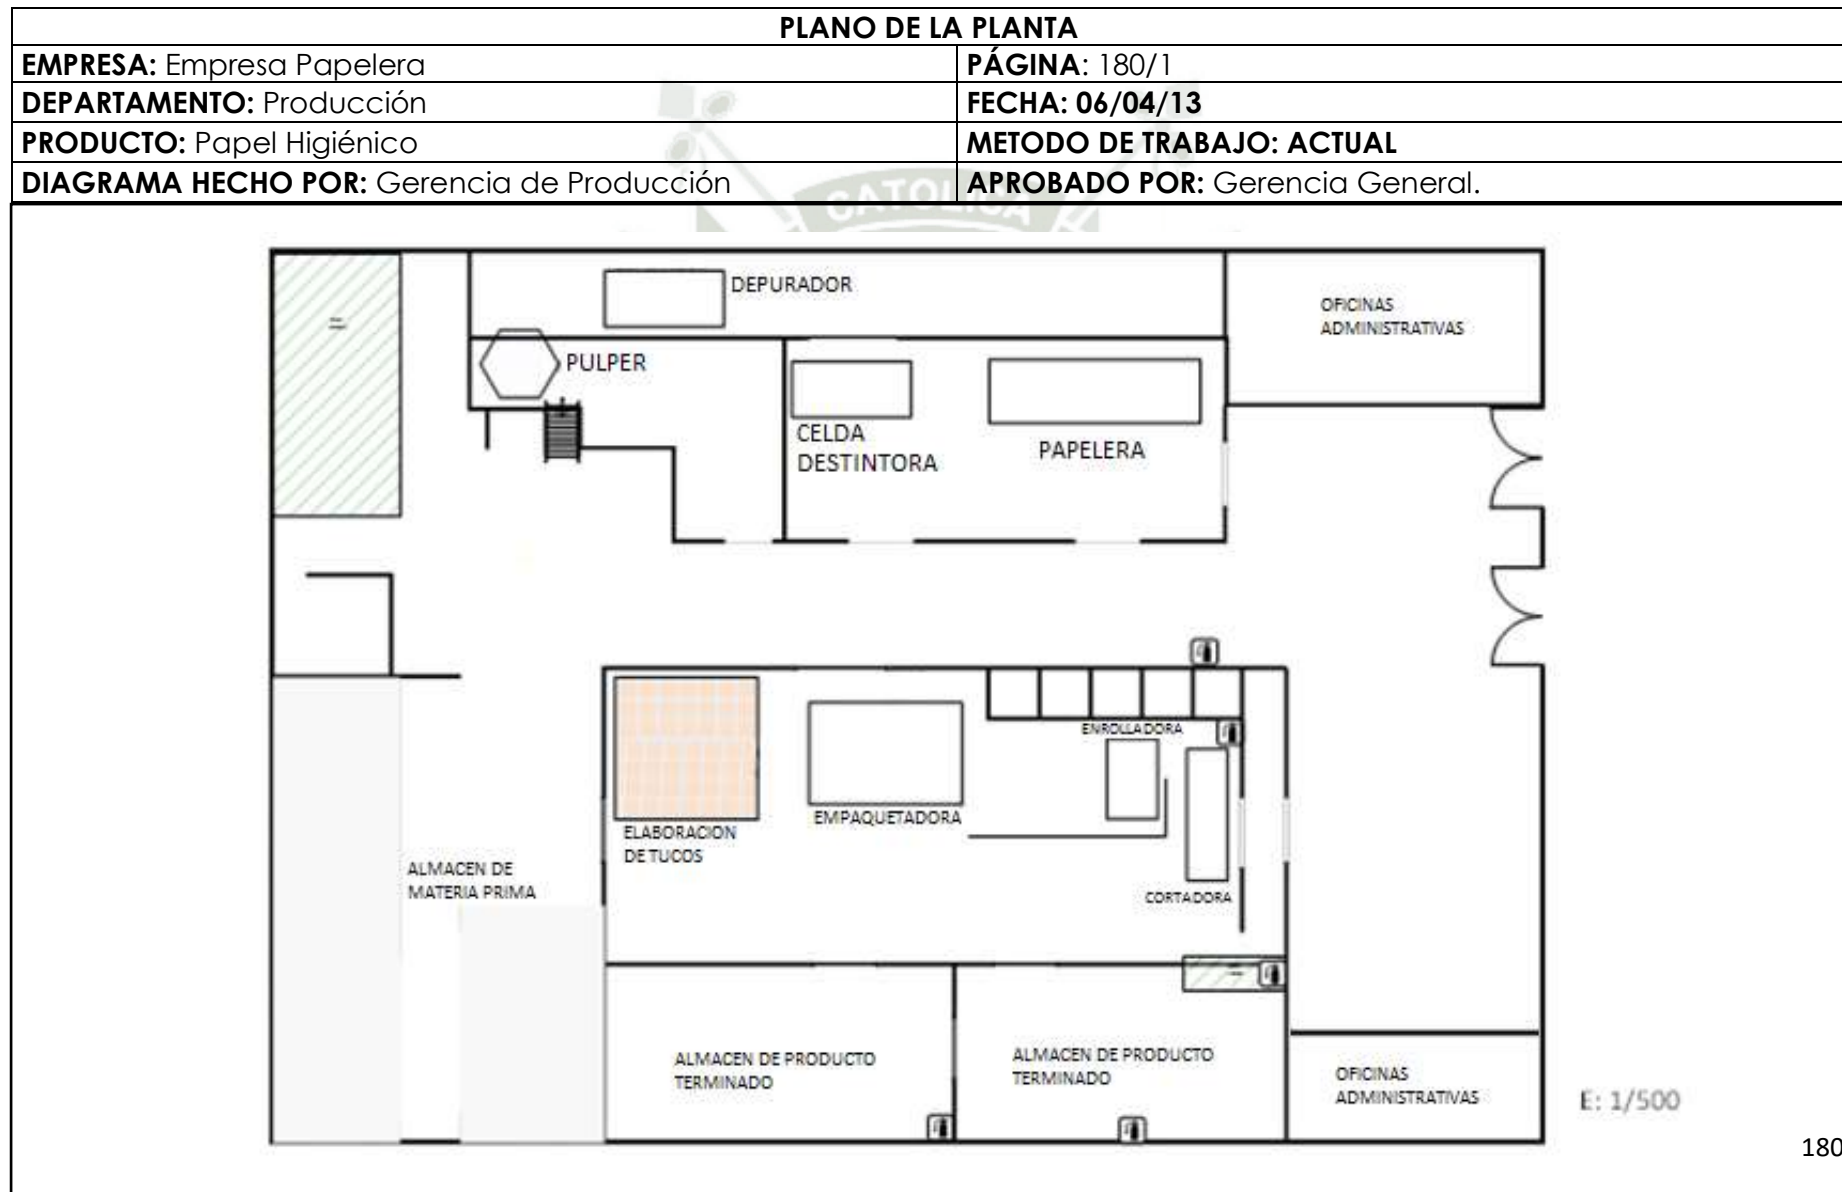 PLANO DE LA PLANTA
EMPRESA: Empresa Papelera
PÁGINA: 180/1
DEPARTAMENTO: Producción
FECHA: 06/04/13
PRODUCTO: Papel Higiénico
METODO DE TRABAJO: ACTUAL
DIAGRAMA HECHO POR: Gerencia de Producción
APROBADO POR: Gerencia General.
CATOLICA
DEPURADOR
OFICINAS
ADMINISTRATIVAS
PULPER
CELDA
DESTINTORA
PAPELERA
ENROLLADORA
EMPAQUETADORA
ELABORACION
DE TUCOS
ALMACEN DE
MATERIA PRIMA
CORTADORA
ALMACEN DE PRODUCTO
TERMINADO
ALMACEN DE PRODUCTO
TERMINADO
OFICINAS
ADMINISTRATIVAS
E: 1/500
180